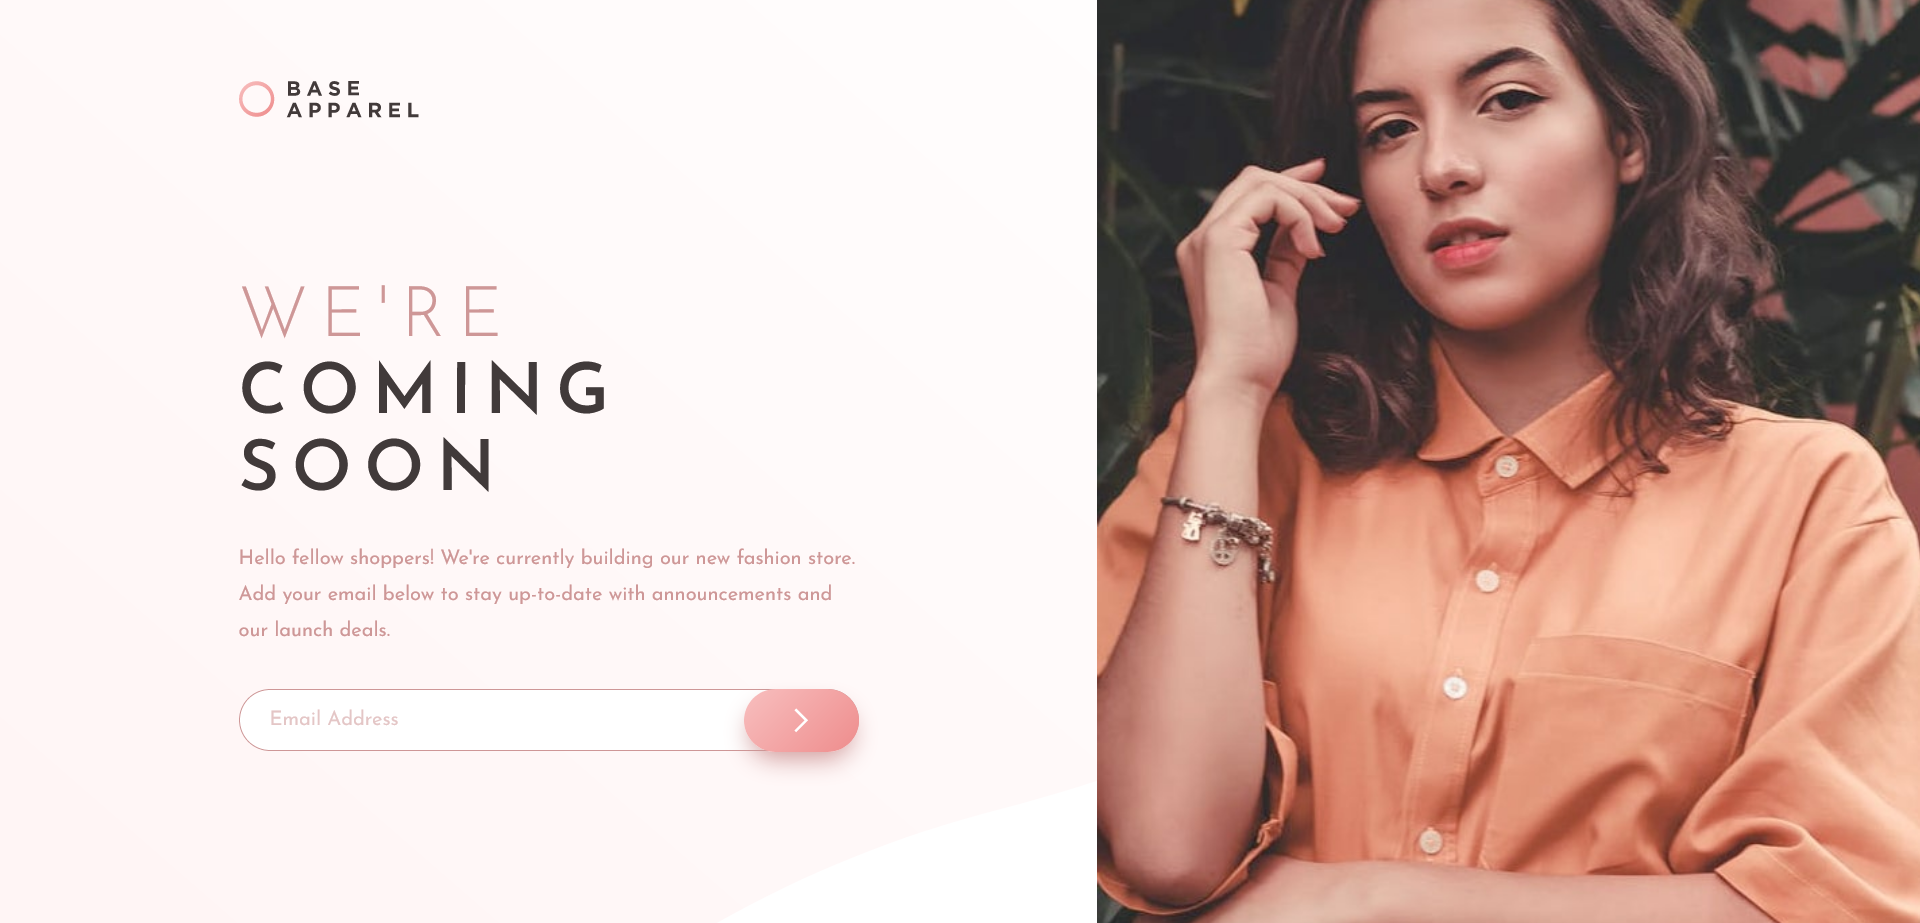 BASE
APPAREL
WE'RE
COMING
SOON
Hello fellow shoppers! We're currently building our new fashion store.
Add your email below to stay up-to-date with announcements and
our launch deals.
Email Address